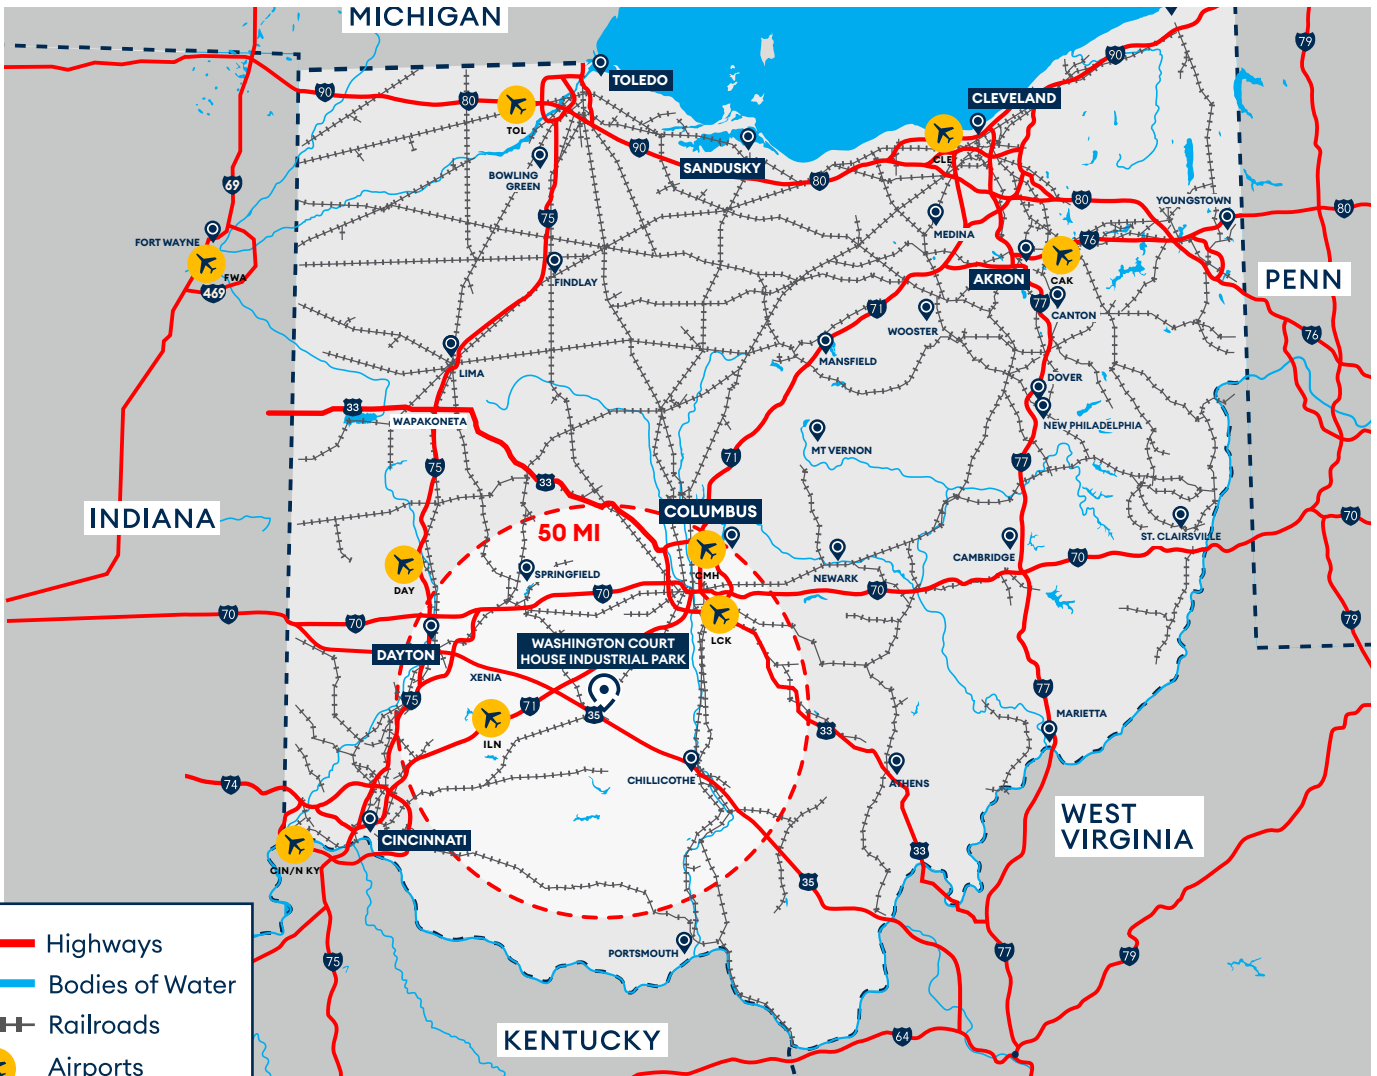 MICHIGAN
79
90
TOLEDO
CLEVELAND
90
80
TOL
90
CLE
SANDUSKY
80
BOWLING
GREEN
69
80
YOUNGSTOWN
80
75
MEDINA
FORT WAYNE
76
FWA
469
FINDLAY
AKRON
CAK
PENN
77
CANTON
71
WOOSTER
76
MANSFIELD
LIMA
DOVER
33
WAPAKONETA
NEW PHILADELPHIA
MT VERNON
71
75
77
33
INDIANA
COLUMBUS
70
50 MI
ST. CLAIRSVILLE
CAMBRIDGE
70
CMH
NEWARK
SPRINGFIELD
DAY
70
70
70
70
79
LCK
WASHINGTON COURT
HOUSE INDUSTRIAL PARK
DAYTON
XENIA
77
75
71
35
MARIETTA
33
ILN
CHILLICOTHE
ATHENS
74
WEST
VIRGINIA
CINCINNATI
33
CIN/N KY
35
Highways
PORTSMOUTH
77
79
75
Bodies of Water
Railroads
KENTUCKY
64
Airports